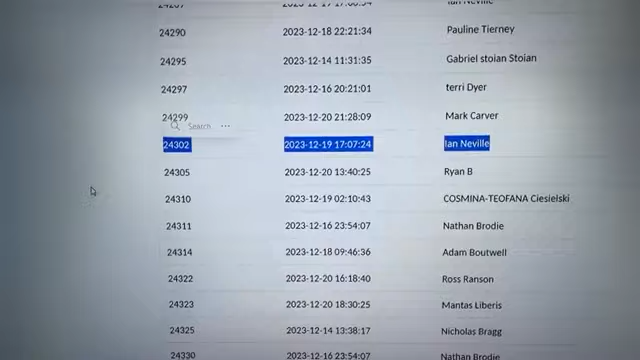 24290 2023-12-18 22:21:34 Pauline Tierney
24295 2023-12-14 11:31:35 Gabriel stoian Stoian
24297 2023-12-16 20:21:01 terri Dyer
24299 2023-12-20 21:28:09 Mark Carver
Search ...
24302 2023-12-19 17:07:24 Ian Neville
24305 2023-12-20 13:40:25 Ryan B
24310 2023-12-19 02:10:43 COSMINA-TEOFANA Ciesielski
24311 2023-12-16 23:54:07 Nathan Brodie
24314 2023-12-18 09:46:36 Adam Boutwell
24322 2023-12-20 16:18:40 Ross Ranson
24323 2023-12-20 18:30:25 Mantas Liberis
24325 2023-12-14 13:38:17 Nicholas Bragg
24330 2023-12-16 23:54:07 Nathan Brodie